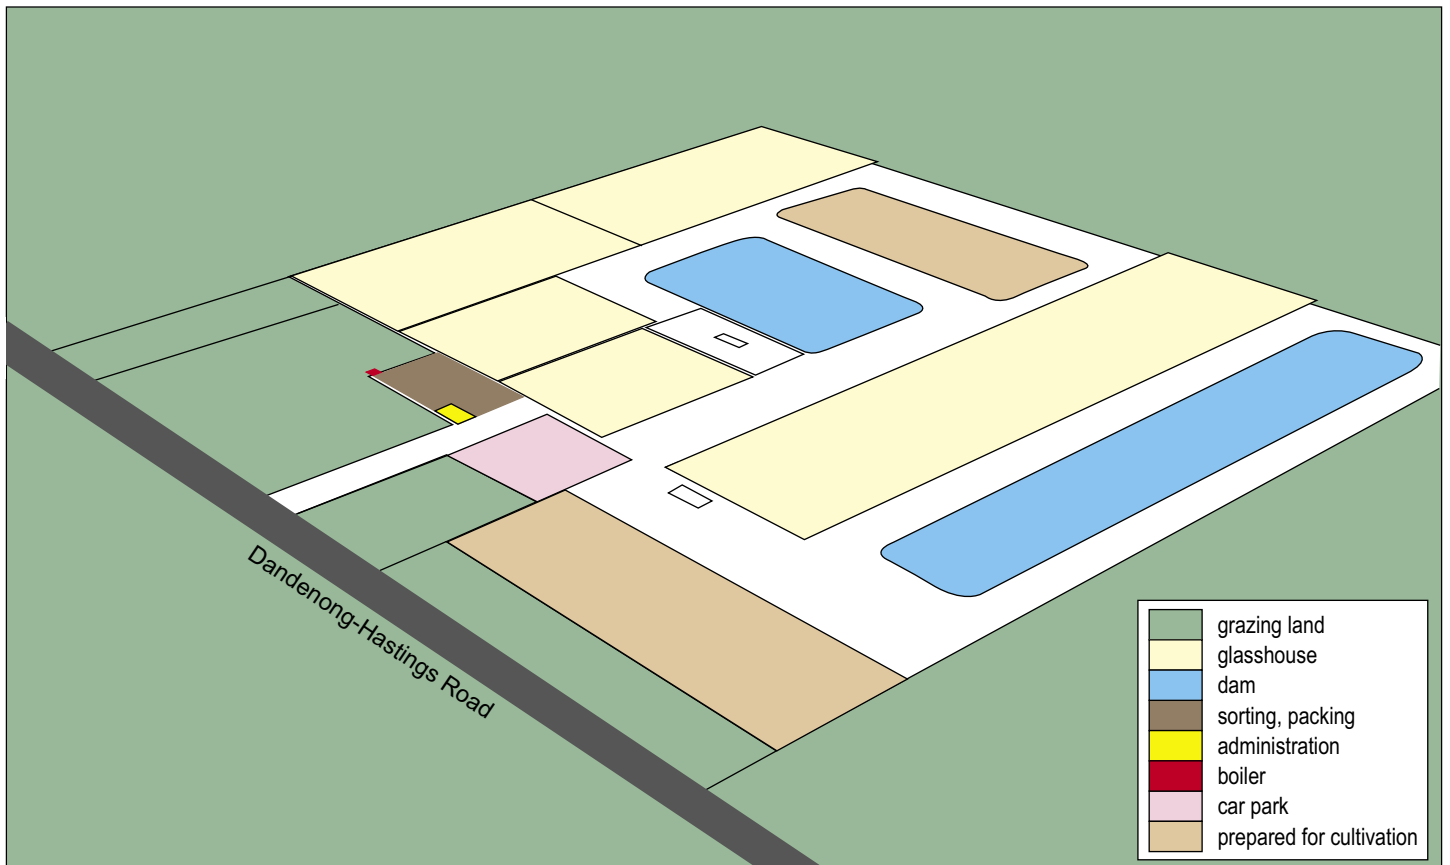 Dandenong-Hastings Road
grazing land
glasshouse
dam
sorting, packing
administration
boiler
car park
prepared for cultivation